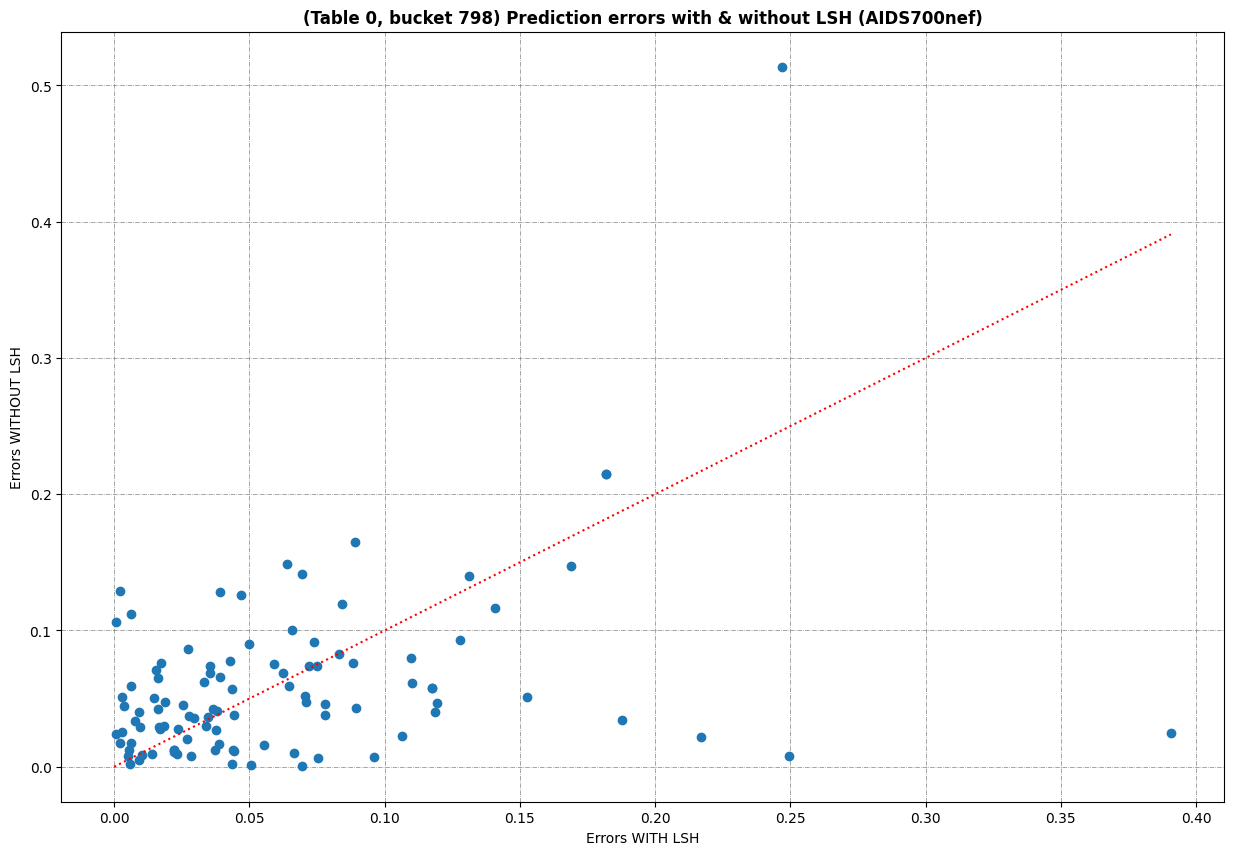 (Table 0, bucket 798) Prediction errors with & without LSH (AIDS700nef)
0.5
0.4
0.3
0.2
0.1
0.0
Errors WITHOUT LSH
0.00 0.05 0.10 0.15 0.20 0.25 0.30 0.35 0.40
Errors WITH LSH